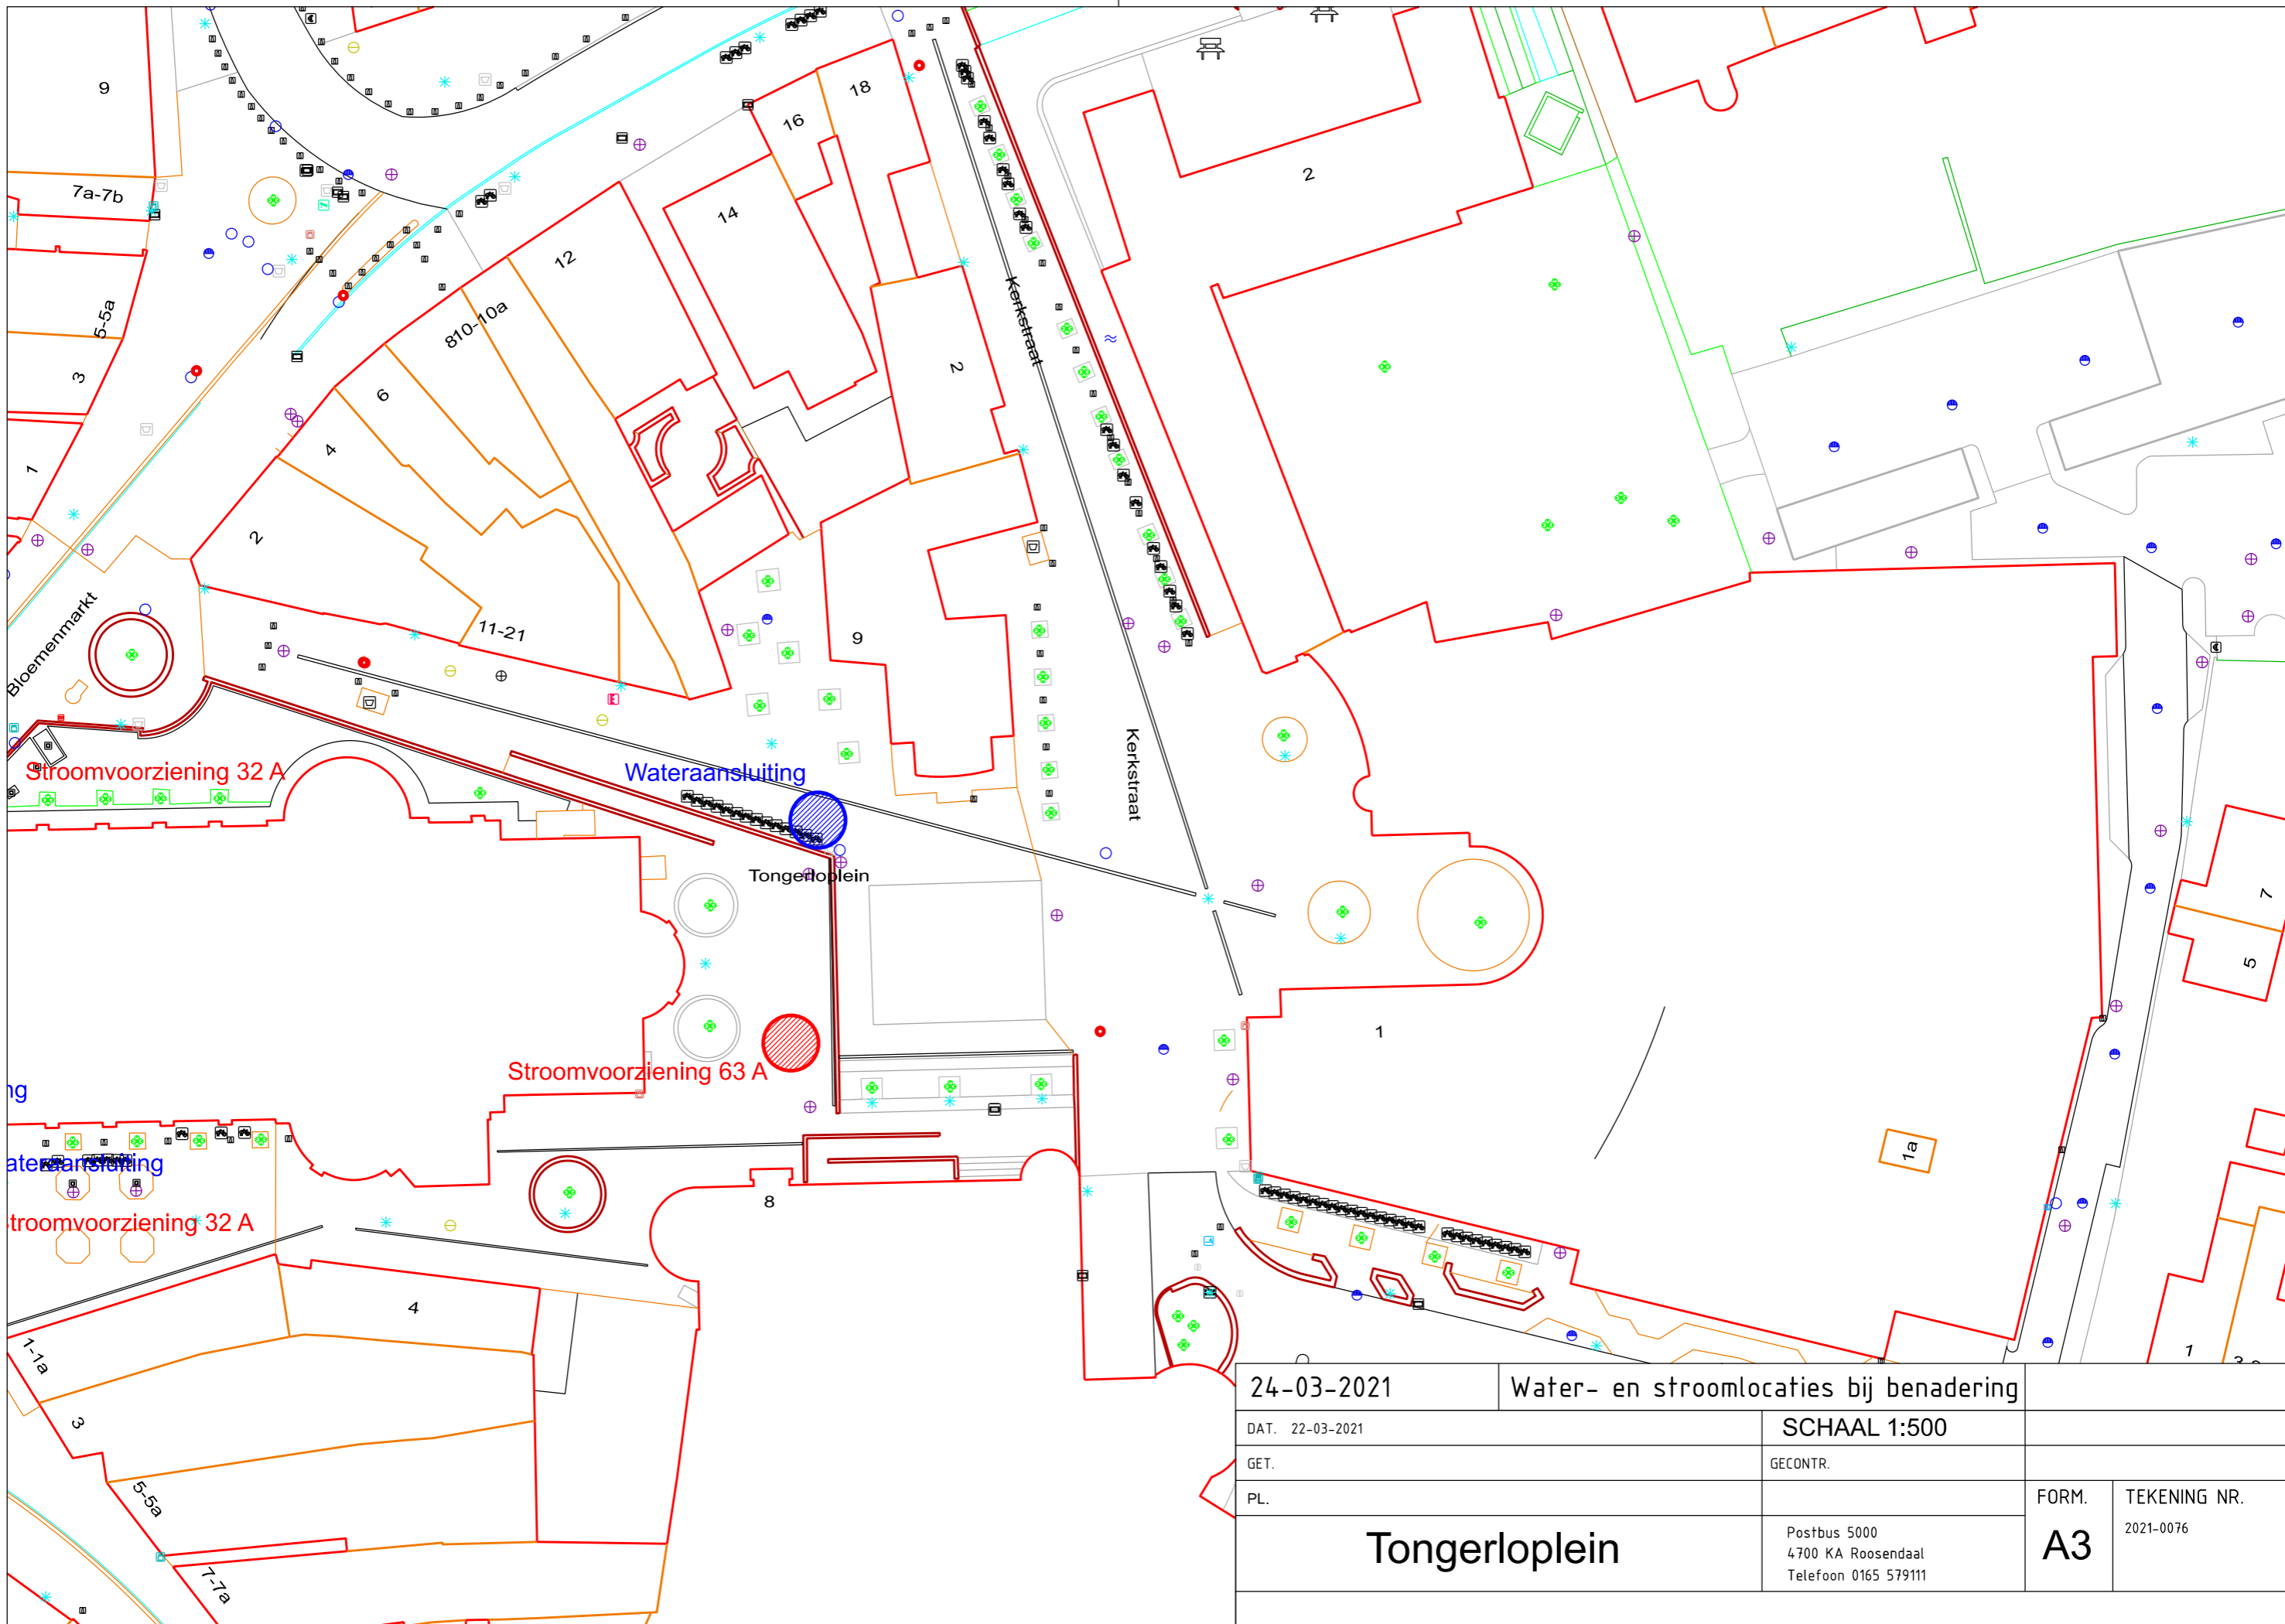 9
7a-7b
5-5a
3
1
18
16
14
12
810-10a
6
4
2
2
2
Kerkstraat
Bloemenmarkt
11-21
9
Kerkstraat
Stroomvoorziening 32 A
Wateraansluiting
Tongerloplein
Stroomvoorziening 63 A
1
7
5
ng
ateraansluiting
troomvoorziening 32 A
8
1a
4
1-1a
3
5-5a
7-7a
1
24-03-2021
Water- en stroomlocaties bij benadering
DAT. 22-03-2021
SCHAAL 1:500
GET.
GECONTR.
PL.
FORM.
TEKENING NR.
Tongerloplein
Postbus 5000
4700 KA Roosendaal
Telefoon 0165 579111
A3
2021-0076